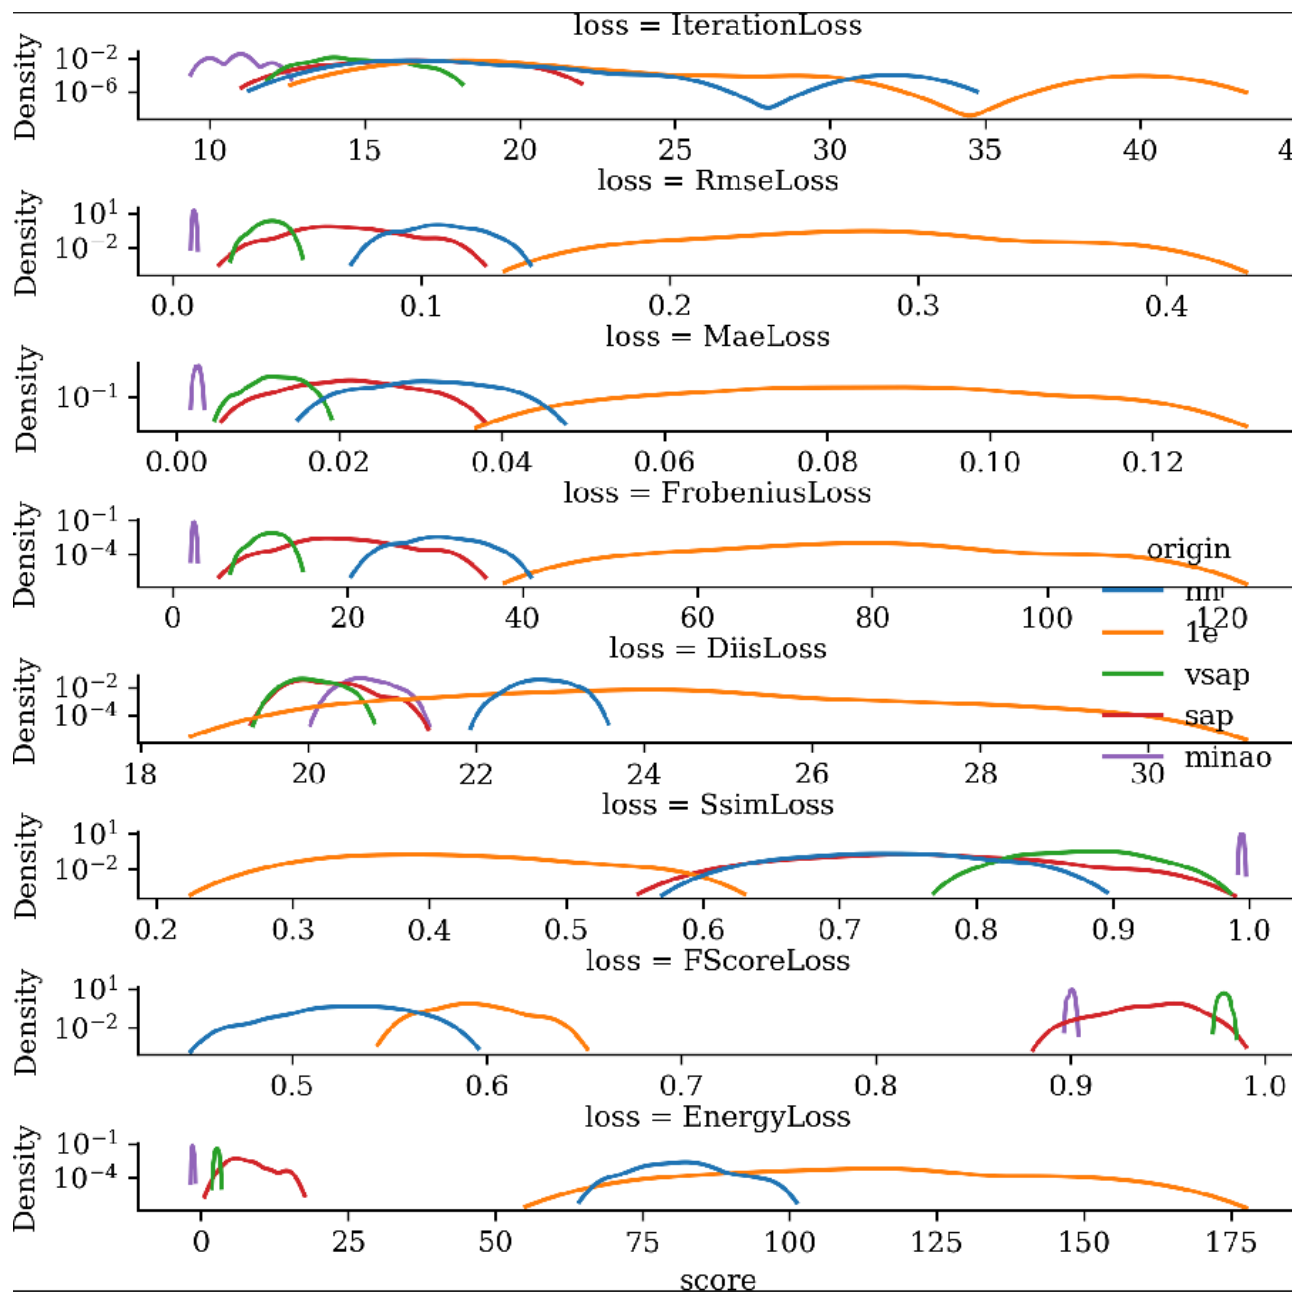 loss = IterationLoss
Density
10⁻²
10⁻⁶
10 15 20 25 30 35 40 4
loss = RmseLoss
Density
10¹
10⁻²
0.0 0.1 0.2 0.3 0.4
loss = MaeLoss
Density
10⁻¹
0.00 0.02 0.04 0.06 0.08 0.10 0.12
loss = FrobeniusLoss
Density
10⁻¹
10⁻⁴
0 20 40 60 80 100 120
origin
1e
vsap
sap
minao
loss = DiisLoss
Density
10⁻²
10⁻⁴
18 20 22 24 26 28 30
loss = SsimLoss
Density
10¹
10⁻²
0.2 0.3 0.4 0.5 0.6 0.7 0.8 0.9 1.0
loss = FScoreLoss
Density
10¹
10⁻²
0.5 0.6 0.7 0.8 0.9 1.0
loss = EnergyLoss
Density
10⁻¹
10⁻⁴
0 25 50 75 100 125 150 175
score